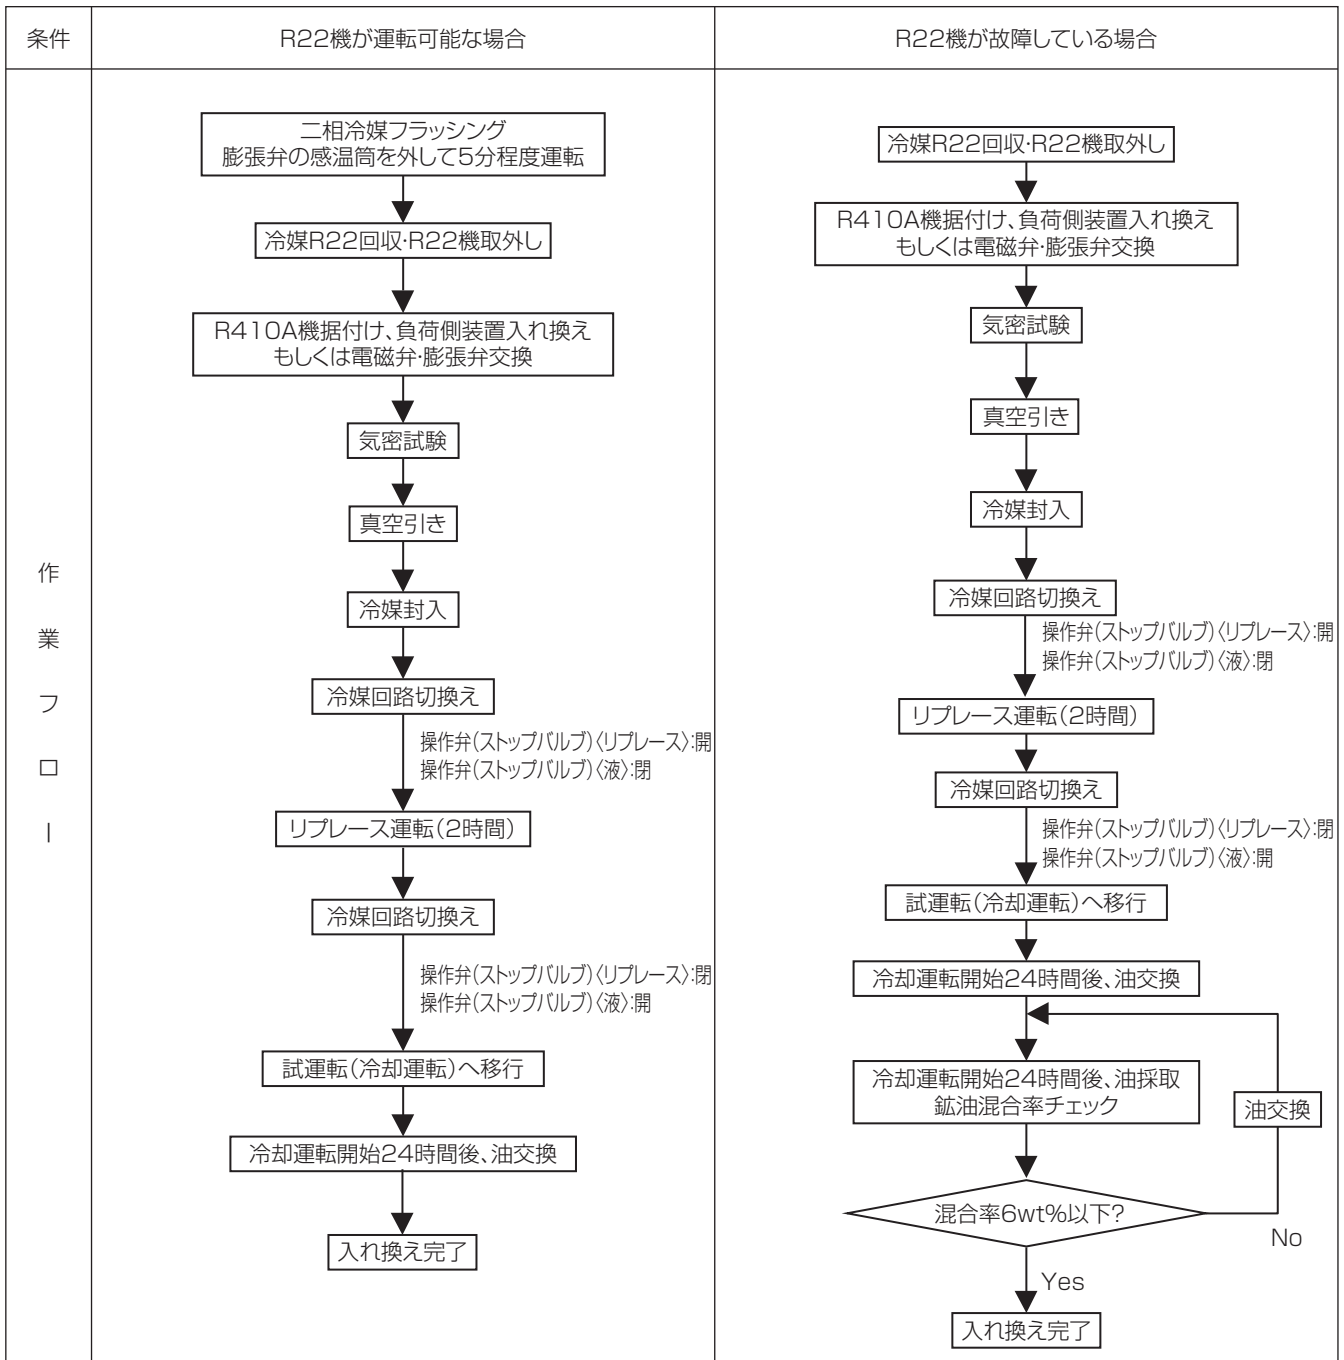 条件
R22機が運転可能な場合
R22機が故障している場合
作業フロー
二相冷媒フラッシング
膨張弁の感温筒を外して5分程度運転
冷媒R22回収・R22機取外し
R410A機据付け、負荷側装置入れ換え
もしくは電磁弁・膨張弁交換
気密試験
真空引き
冷媒封入
冷媒回路切換え
操作弁(ストップバルブ)〈リプレース〉:開
操作弁(ストップバルブ)〈液〉:閉
リプレース運転(2時間)
冷媒回路切換え
操作弁(ストップバルブ)〈リプレース〉:閉
操作弁(ストップバルブ)〈液〉:開
試運転(冷却運転)へ移行
冷却運転開始24時間後、油交換
入れ換え完了
冷媒R22回収・R22機取外し
R410A機据付け、負荷側装置入れ換え
もしくは電磁弁・膨張弁交換
気密試験
真空引き
冷媒封入
冷媒回路切換え
操作弁(ストップバルブ)〈リプレース〉:開
操作弁(ストップバルブ)〈液〉:閉
リプレース運転(2時間)
冷媒回路切換え
操作弁(ストップバルブ)〈リプレース〉:閉
操作弁(ストップバルブ)〈液〉:開
試運転(冷却運転)へ移行
冷却運転開始24時間後、油交換
冷却運転開始24時間後、油採取
鉱油混合率チェック
油交換
混合率6wt%以下?
No
Yes
入れ換え完了